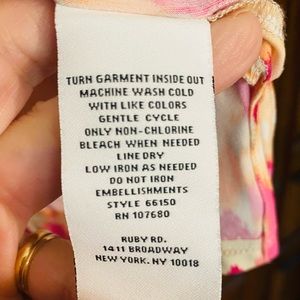 TURN GARMENT INSIDE OUT
MACHINE WASH COLD
WITH LIKE COLORS
GENTLE CYCLE
ONLY NON-CHLORINE
BLEACH WHEN NEEDED
LINE DRY
LOW IRON AS NEEDED
DO NOT IRON
EMBELLISHMENTS
STYLE 66150
RN 107680
RUBY RD.
1411 BROADWAY
NEW YORK, NY 10018